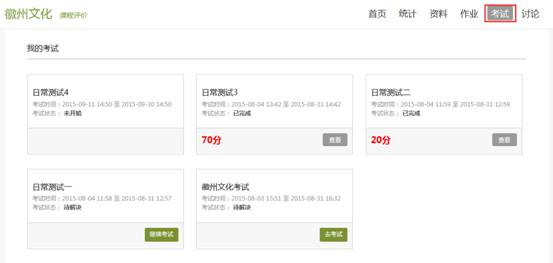 徽州文化 课程评价
首页 统计 资料 作业 考试 讨论
我的考试
日常测试4
考试时间：2015-09-11 14:50 至 2015-09-30 14:50
考试状态： 未开始
日常测试3
考试时间：2015-08-04 13:42 至 2015-08-31 14:42
考试状态： 已完成
70分 查看
日常测试二
考试时间：2015-08-04 11:59 至 2015-08-31 12:59
考试状态： 已完成
20分 查看
日常测试一
考试时间：2015-08-04 11:58 至 2015-08-31 12:57
考试状态： 待解决
继续考试
徽州文化考试
考试时间：2015-08-03 15:51 至 2015-08-31 16:32
考试状态： 待解决
去考试